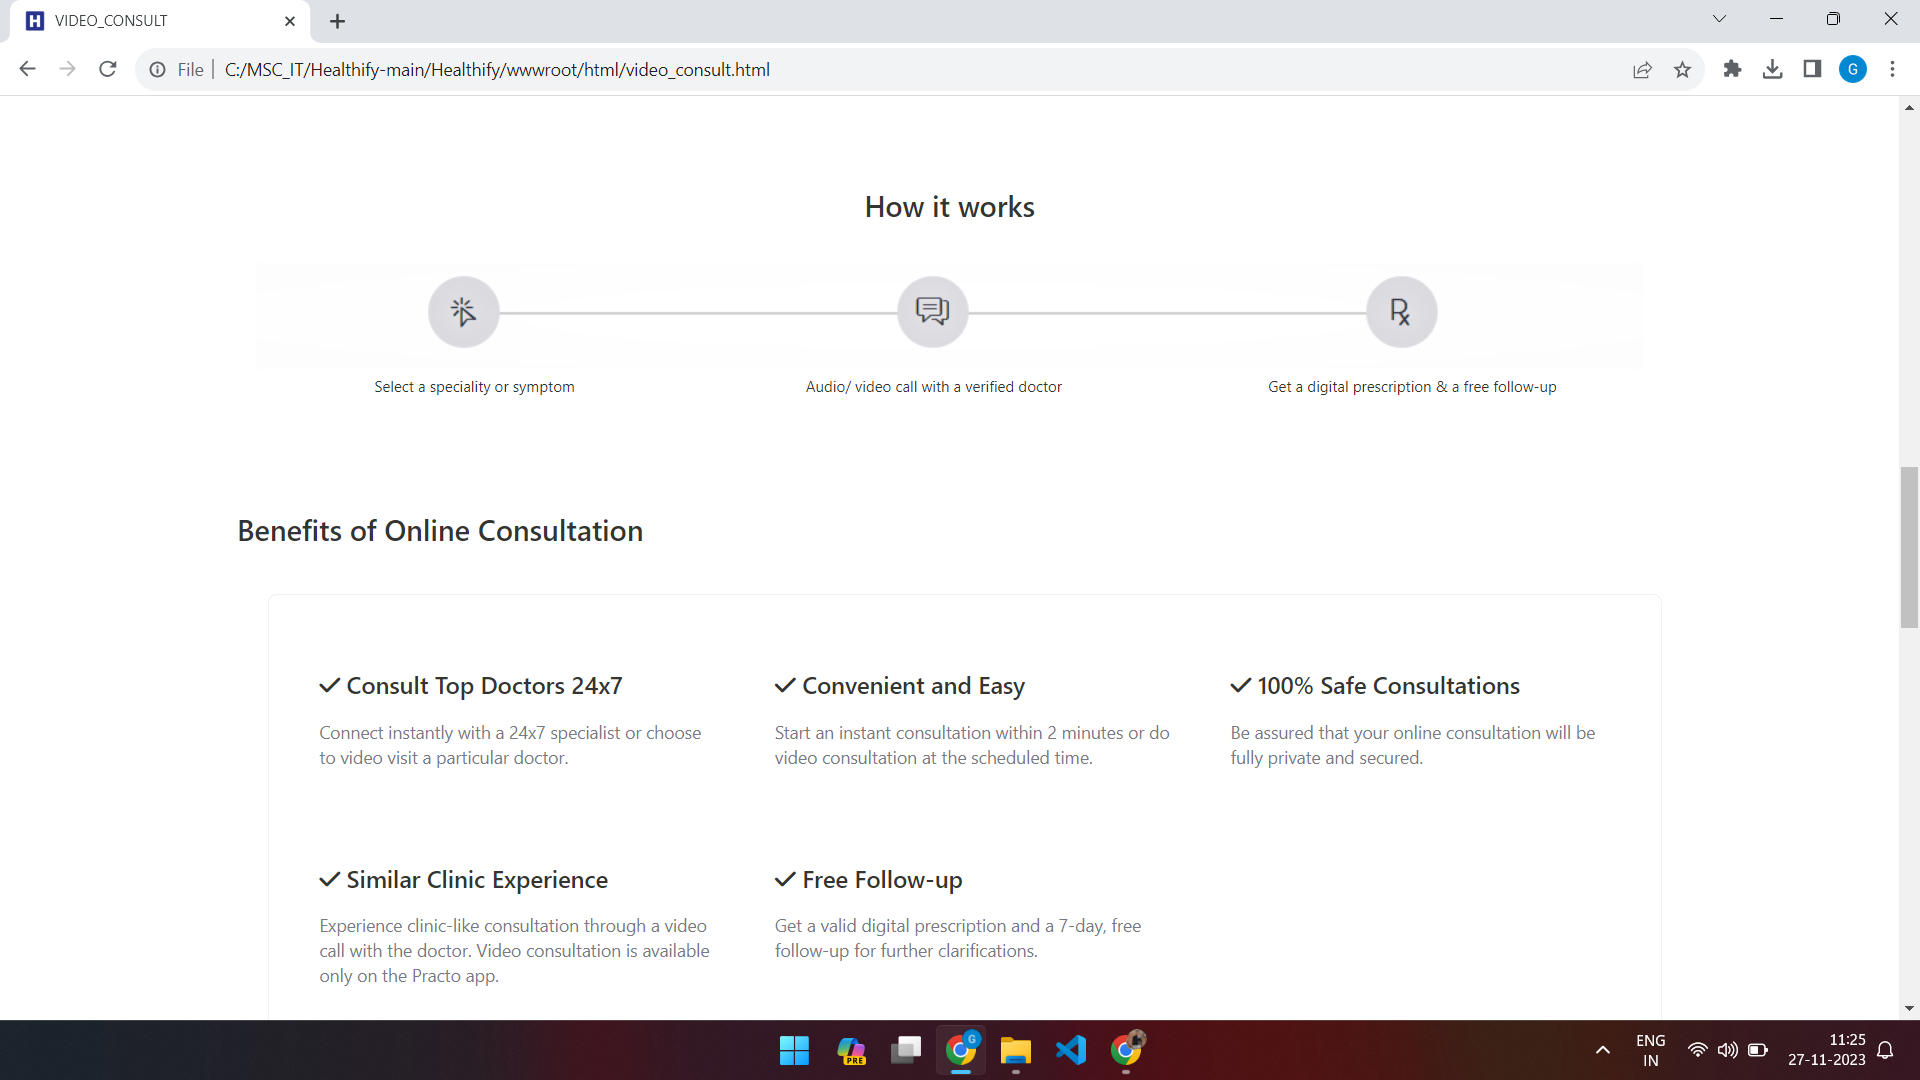 H VIDEO_CONSULT
File C:/MSC_IT/Healthify-main/Healthify/wwwroot/html/video_consult.html
G
How it works
Rx
Select a speciality or symptom
Audio/ video call with a verified doctor
Get a digital prescription & a free follow-up
Benefits of Online Consultation
Consult Top Doctors 24x7
Connect instantly with a 24x7 specialist or choose
to video visit a particular doctor.
Convenient and Easy
Start an instant consultation within 2 minutes or do
video consultation at the scheduled time.
100% Safe Consultations
Be assured that your online consultation will be
fully private and secured.
Similar Clinic Experience
Experience clinic-like consultation through a video
call with the doctor. Video consultation is available
only on the Practo app.
Free Follow-up
Get a valid digital prescription and a 7-day, free
follow-up for further clarifications.
PRE
G
ENG
IN
11:25
27-11-2023